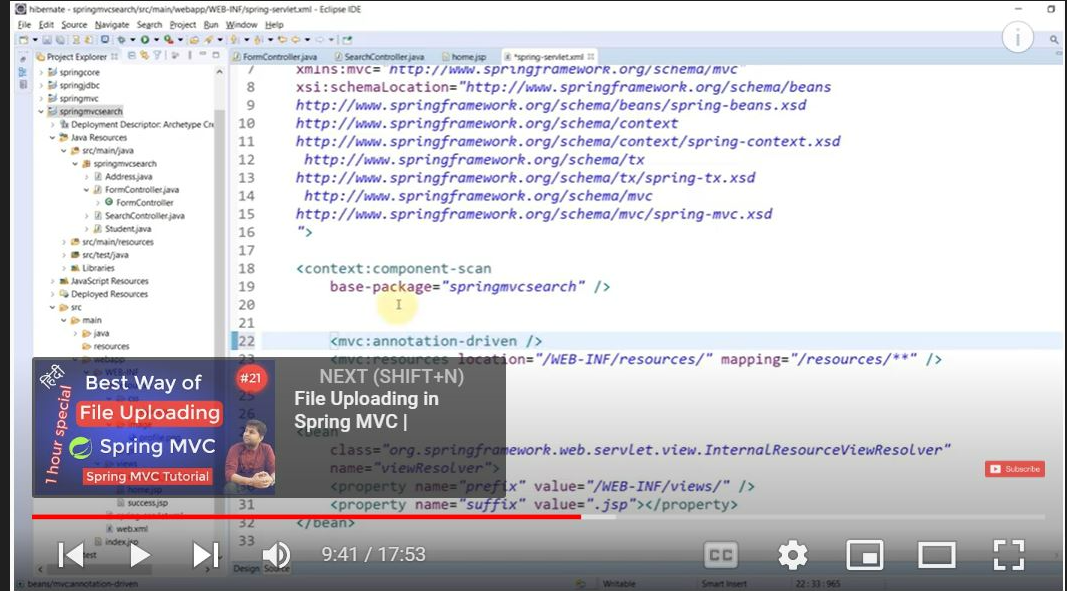 hibernate - springmvcsearch/src/main/webapp/WEB-INF/spring-servlet.xml - Eclipse IDE
File Edit Source Navigate Search Project Run Window Help
Project Explorer
FormController.java
SearchController.java
home.jsp
*spring-servlet.xml
springcore
springjdbc
springmvc
springmvcsearch
Deployment Descriptor: Archetype Cre
Java Resources
src/main/java
springmvcsearch
Address.java
FormController.java
FormController
SearchController.java
Student.java
src/main/resources
src/test/java
Libraries
JavaScript Resources
Deployed Resources
src
main
java
resources
webapp
WEB-INF
home.jsp
success.jsp
web.xml
index.jsp
test
7 xmlns:mvc="http://www.springframework.org/schema/mvc"
8 xsi:schemaLocation="http://www.springframework.org/schema/beans
9 http://www.springframework.org/schema/beans/spring-beans.xsd
10 http://www.springframework.org/schema/context
11 http://www.springframework.org/schema/context/spring-context.xsd
12 http://www.springframework.org/schema/tx
13 http://www.springframework.org/schema/tx/spring-tx.xsd
14 http://www.springframework.org/schema/mvc
15 http://www.springframework.org/schema/mvc/spring-mvc.xsd
16 ">
17
18 <context:component-scan
19 base-package="springmvcsearch" />
20
21
22 <mvc:annotation-driven />
23 <mvc:resources location="/WEB-INF/resources/" mapping="/resources/**" />
<bean
class="org.springframework.web.servlet.view.InternalResourceViewResolver"
name="viewResolver">
<property name="prefix" value="/WEB-INF/views/" />
31 <property name="suffix" value=".jsp"></property>
32 </bean>
33
हिंदी
1 hour special
Best Way of
File Uploading
Spring MVC
Spring MVC Tutorial
#21
NEXT (SHIFT+N)
File Uploading in
Spring MVC |
Subscribe
9:41 / 17:53
CC
Design Source
beans/mvc:annotation-driven
Writable
Smart Insert
22 : 33 : 965